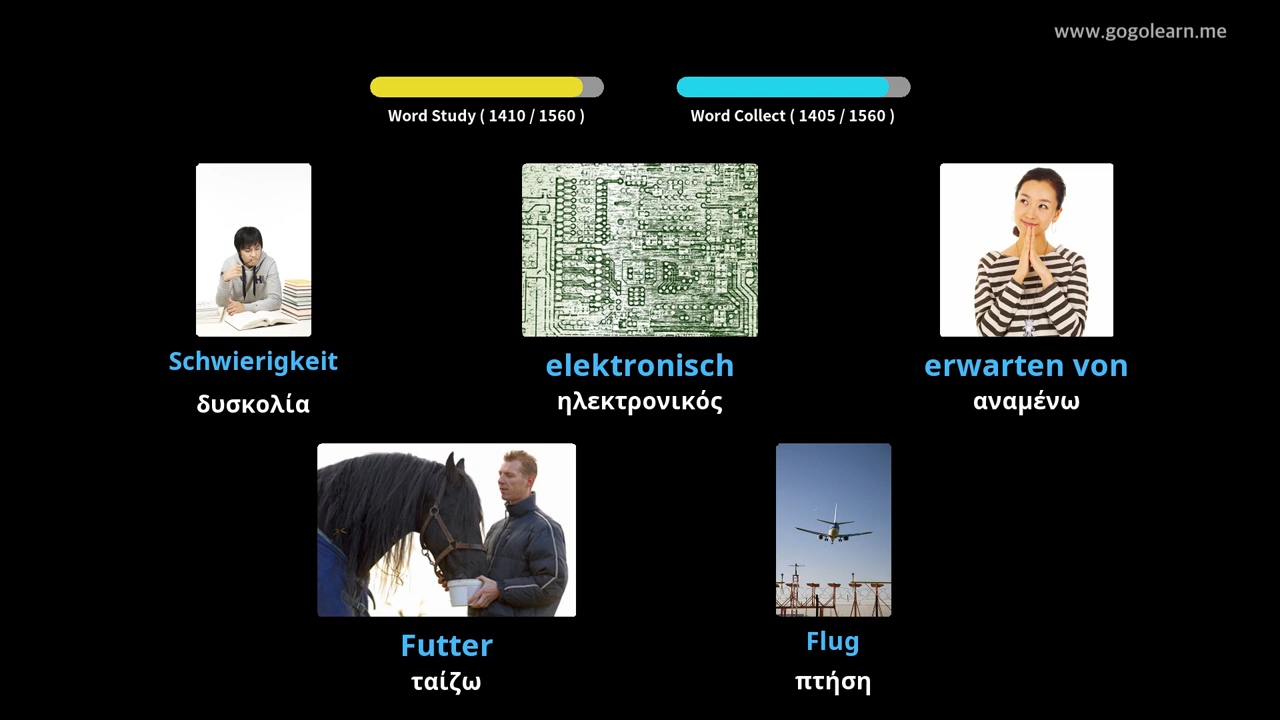 www.gogolearn.me
Word Study ( 1410 / 1560 )
Word Collect ( 1405 / 1560 )
Schwierigkeit
δυσκολία
elektronisch
ηλεκτρονικός
erwarten von
αναμένω
Futter
ταίζω
Flug
πτήση